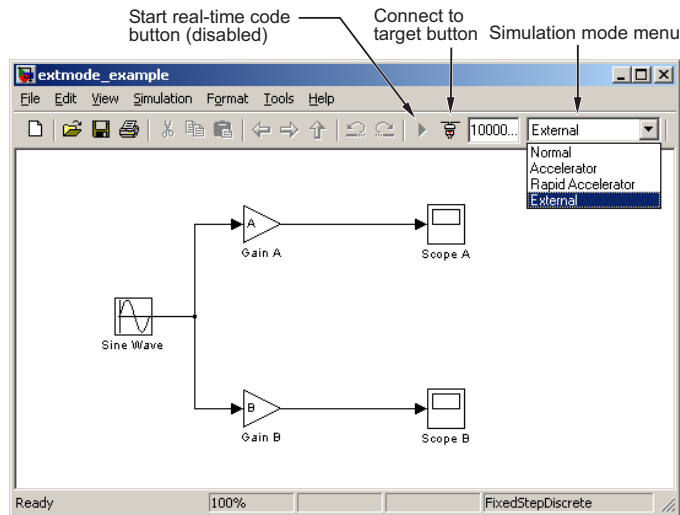 Start real-time code
button (disabled)
Connect to
target button
Simulation mode menu
extmode_example
File Edit View Simulation Format Tools Help
10000... External
Normal
Accelerator
Rapid Accelerator
External
A
Gain A
Scope A
Sine Wave
B
Gain B
Scope B
Ready 100% FixedStepDiscrete